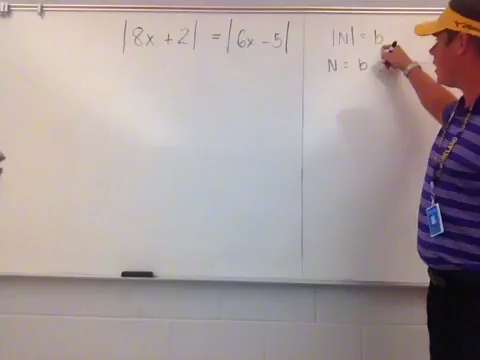 |8x + 2| = |6x - 5|
|N| = b
N = b